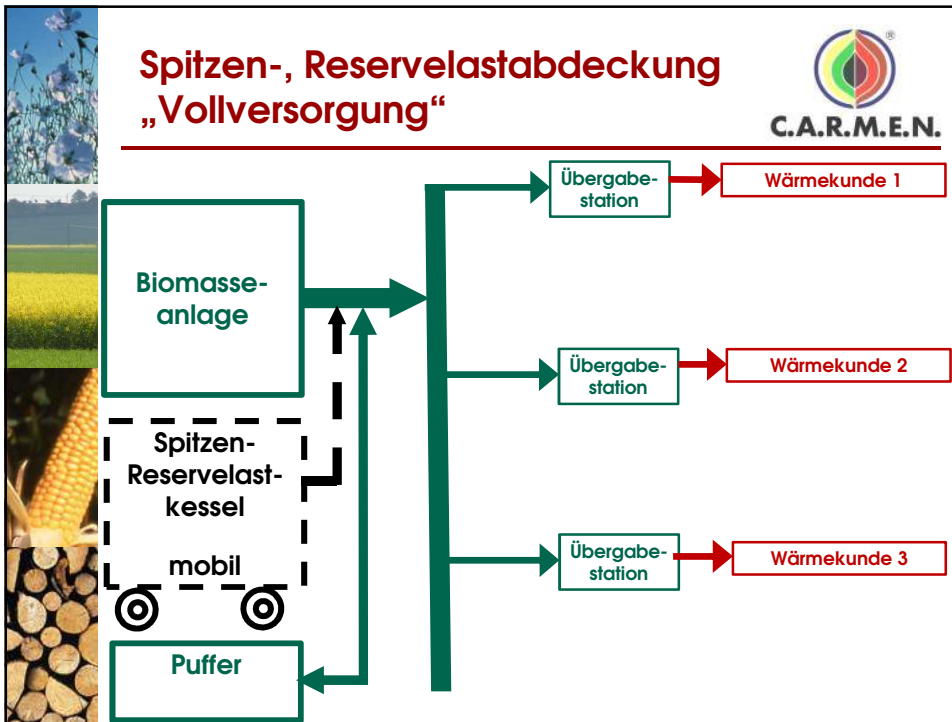 Spitzen-, Reservelastabdeckung
„Vollversorgung“
®
C.A.R.M.E.N.
Übergabe-
station
Wärmekunde 1
Biomasse-
anlage
Übergabe-
station
Wärmekunde 2
Spitzen-
Reservelast-
kessel
mobil
Übergabe-
station
Wärmekunde 3
Puffer